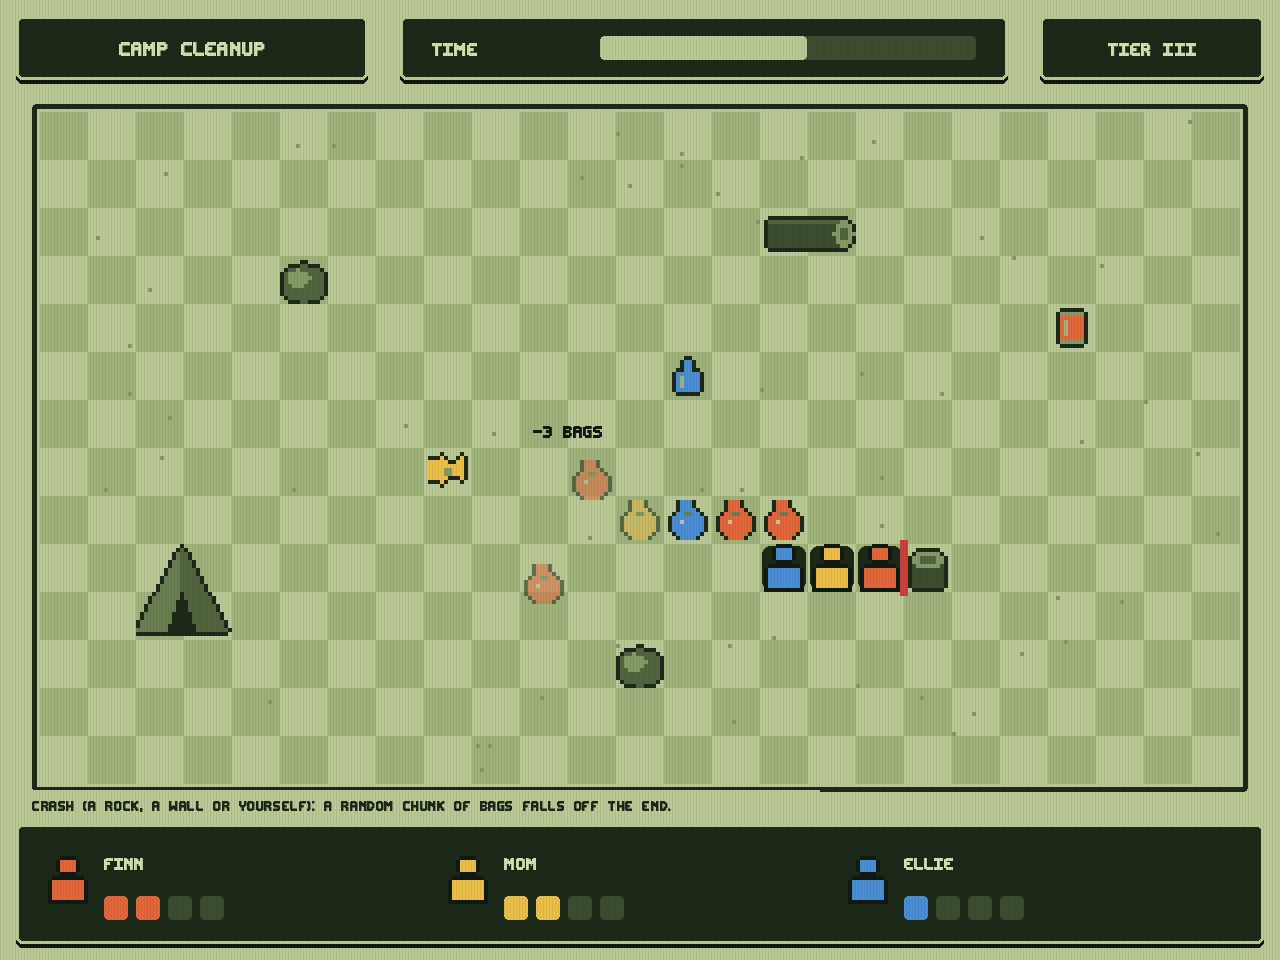 CAMP CLEANUP
TIME
TIER III
-3 BAGS
CRASH (A ROCK, A WALL OR YOURSELF): A RANDOM CHUNK OF BAGS FALLS OFF THE END.
FINN
MOM
ELLIE